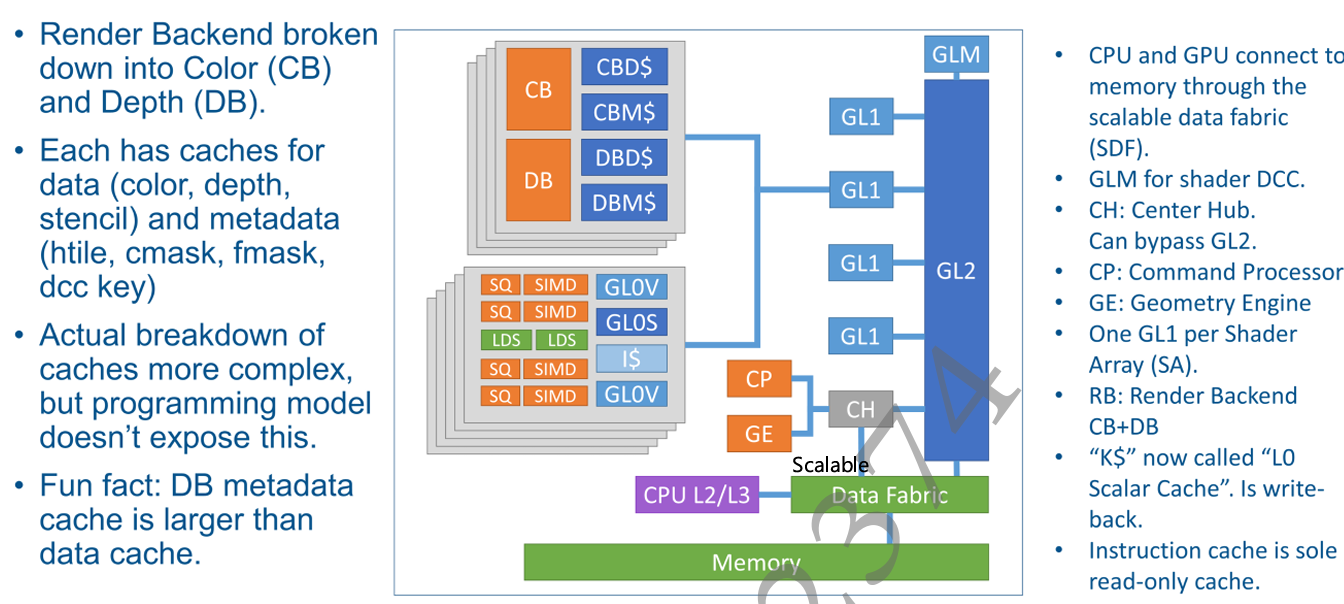 • Render Backend broken
down into Color (CB)
and Depth (DB).
• Each has caches for
data (color, depth,
stencil) and metadata
(htile, cmask, fmask,
dcc key)
• Actual breakdown of
caches more complex,
but programming model
doesn't expose this.
• Fun fact: DB metadata
cache is larger than
data cache.
CB
CBD$
CBM$
DB
DBD$
DBM$
SQ SIMD GL0V
SQ SIMD GL0S
LDS LDS
I$
SQ SIMD
SQ SIMD GL0V
GLM
GL1
GL1
GL1
GL1
GL2
CP
GE
CH
Scalable
CPU L2/L3
Data Fabric
Memory
2374
• CPU and GPU connect to
memory through the
scalable data fabric
(SDF).
• GLM for shader DCC.
• CH: Center Hub.
Can bypass GL2.
• CP: Command Processor
• GE: Geometry Engine
• One GL1 per Shader
Array (SA).
• RB: Render Backend
CB+DB
• “K$” now called “L0
Scalar Cache”. Is write-
back.
• Instruction cache is sole
read-only cache.